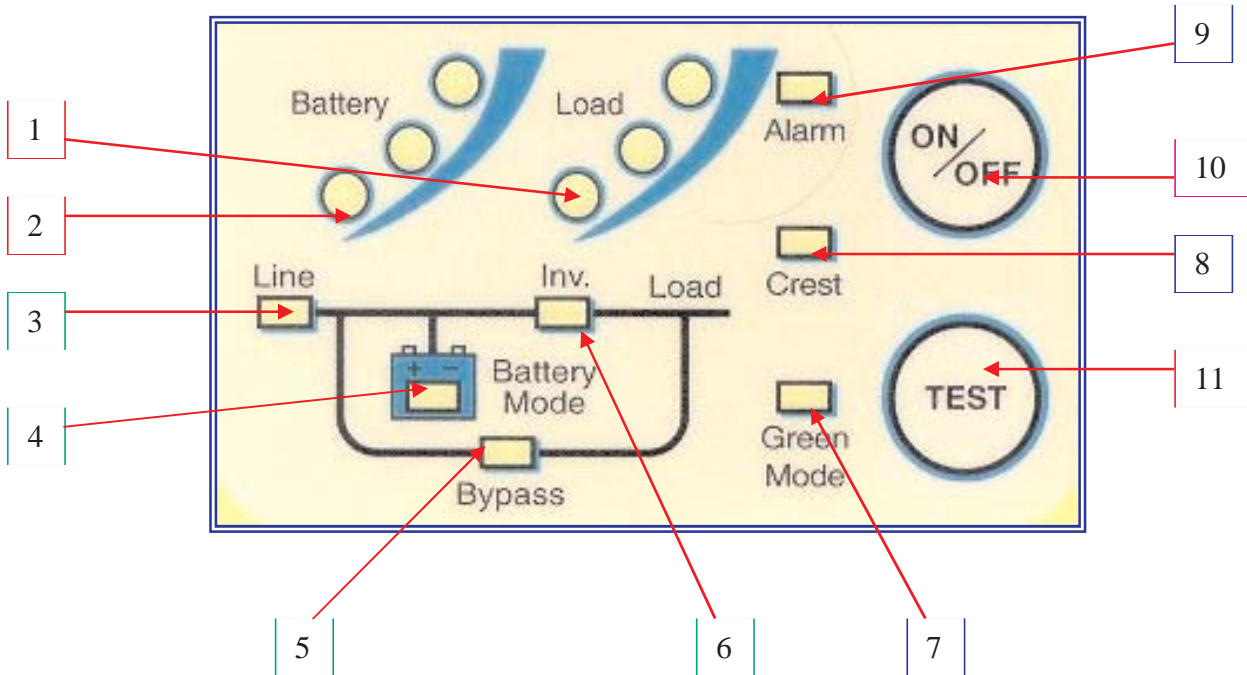 9
Battery
Load
1
Alarm
ON/OFF
10
2
Line
Inv.
Load
Crest
8
3
+ -
Battery
Mode
TEST
11
4
Green
Mode
Bypass
5
6
7